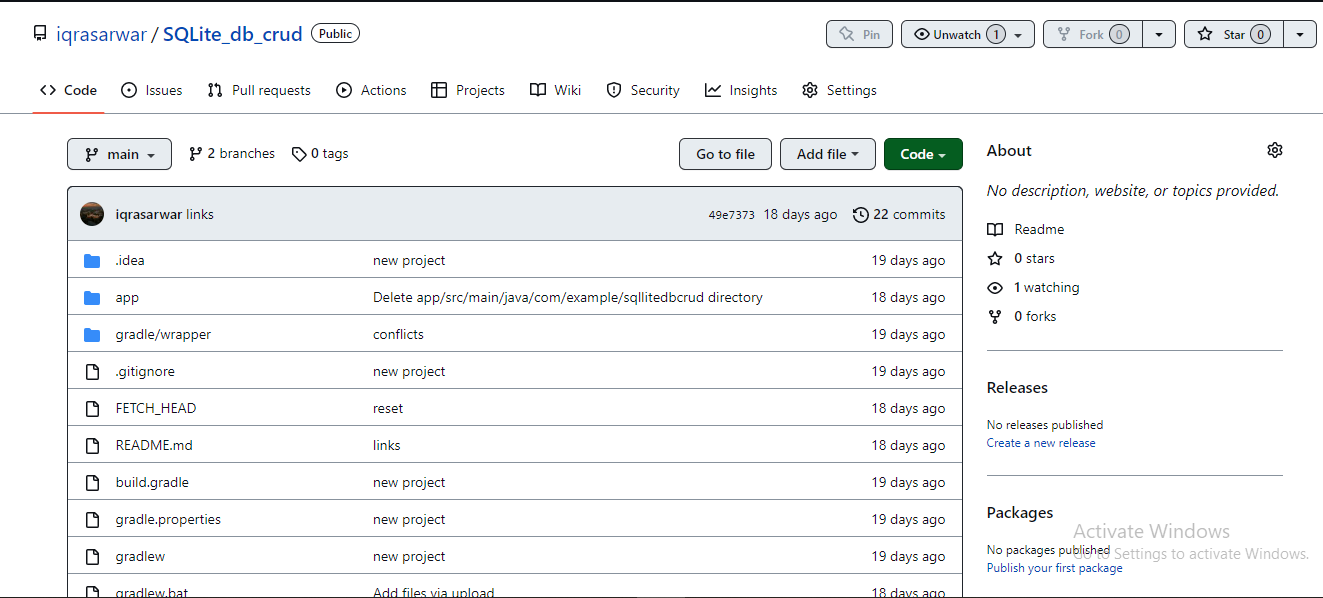 iqrasarwar / SQLite_db_crud Public Pin Unwatch 1 Fork 0 Star 0
Code Issues Pull requests Actions Projects Wiki Security Insights Settings
main 2 branches 0 tags Go to file Add file Code
iqrasarwar links 49e7373 18 days ago 22 commits
.idea new project 19 days ago
app Delete app/src/main/java/com/example/sqllitedbcrud directory 18 days ago
gradle/wrapper conflicts 19 days ago
.gitignore new project 19 days ago
FETCH_HEAD reset 18 days ago
README.md links 18 days ago
build.gradle new project 19 days ago
gradle.properties new project 19 days ago
gradlew new project 19 days ago
gradlew.bat Add files via upload 18 days ago
About
No description, website, or topics provided.
Readme
0 stars
1 watching
0 forks
Releases
No releases published
Create a new release
Packages
No packages published
Publish your first package
Activate Windows
Go to Settings to activate Windows.